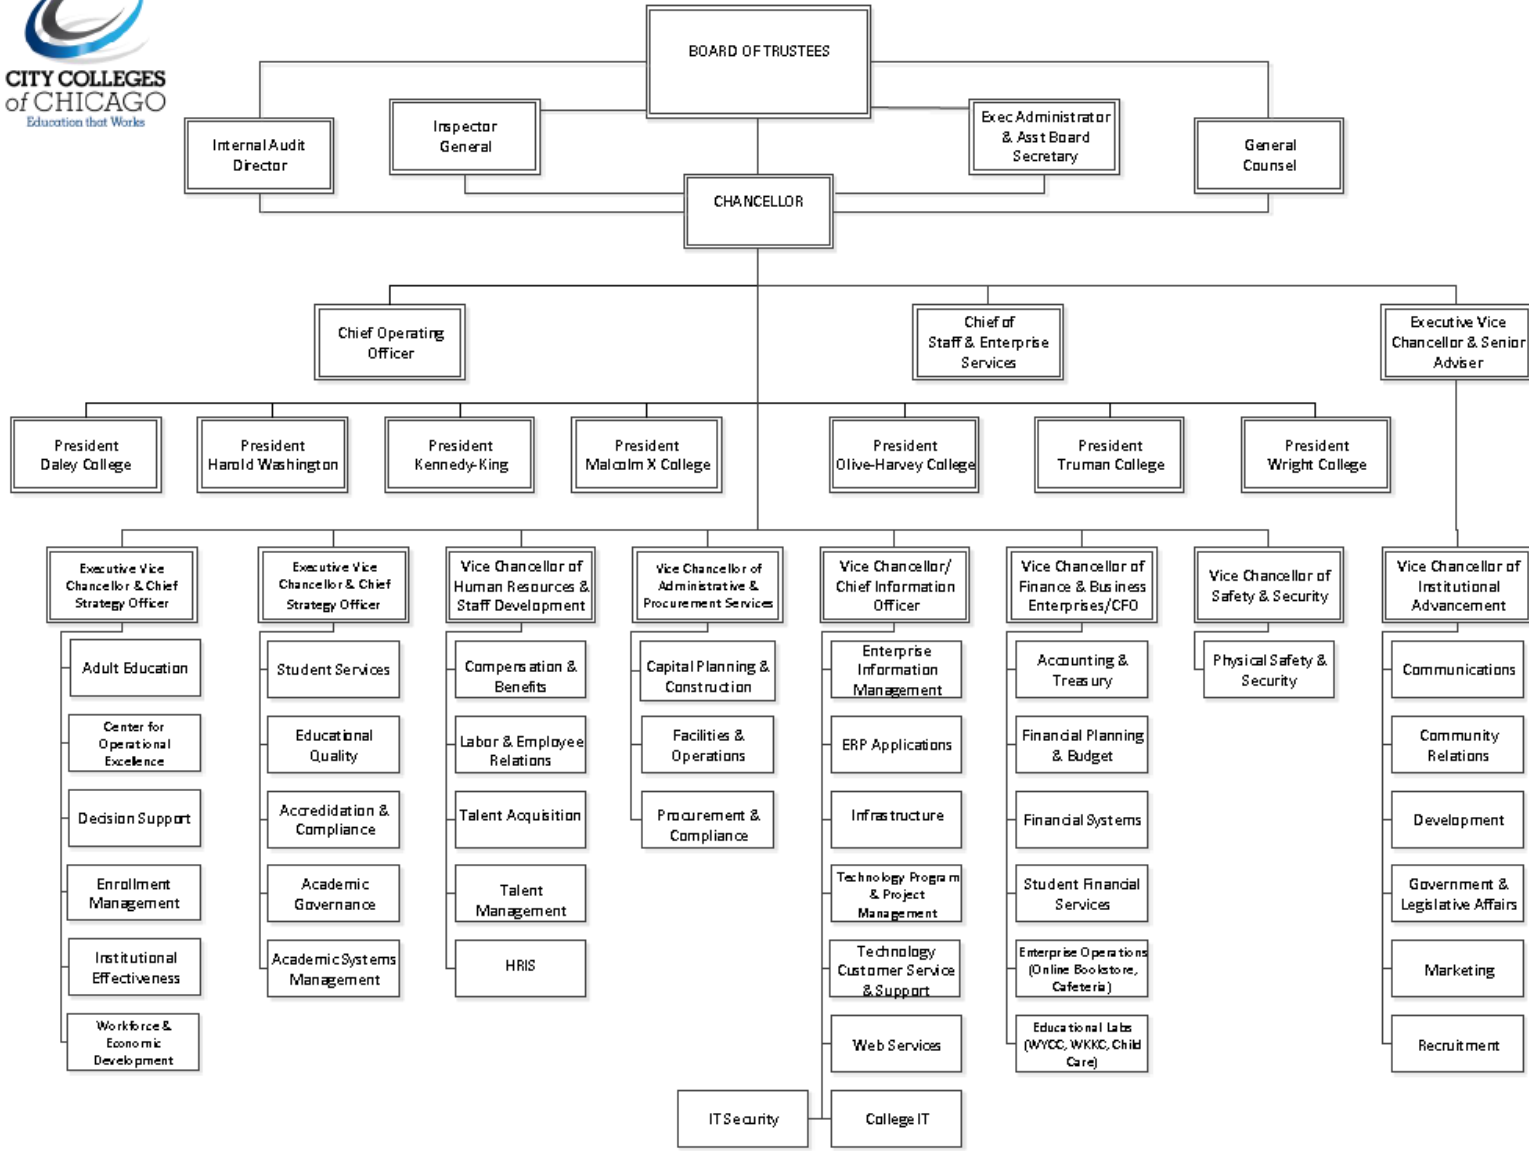 CITY COLLEGES
of CHICAGO
Education that Works
BOARD OF TRUSTEES
Internal Audit
Director
Inspector
General
Exec Administrator
& Asst Board
Secretary
General
Counsel
CHANCELLOR
Chief Operating
Officer
Chief of
Staff & Enterprise
Services
Executive Vice
Chancellor & Senior
Adviser
President
Daley College
President
Harold Washington
President
Kennedy-King
President
Malcolm X College
President
Olive-Harvey College
President
Truman College
President
Wright College
Executive Vice
Chancellor & Chief
Strategy Officer
Adult Education
Center for
Operational
Excellence
Decision Support
Enrollment
Management
Institutional
Effectiveness
Workforce &
Economic
Development
Executive Vice
Chancellor & Chief
Strategy Officer
Student Services
Educational
Quality
Accredidation &
Compliance
Academic
Governance
Academic Systems
Management
Vice Chancellor of
Human Resources &
Staff Development
Compensation &
Benefits
Labor & Employee
Relations
Talent Acquisition
Talent
Management
HRIS
Vice Chancellor of
Administrative &
Procurement Services
Capital Planning &
Construction
Facilities &
Operations
Procurement &
Compliance
Vice Chancellor/
Chief Information
Officer
Enterprise
Information
Management
ERP Applications
Infrastructure
Technology Program
& Project
Management
Technology
Customer Service
& Support
Web Services
IT Security
College IT
Vice Chancellor of
Finance & Business
Enterprises/CFO
Accounting &
Treasury
Financial Planning
& Budget
Financial Systems
Student Financial
Services
Enterprise Operations
(Online Bookstore,
Cafeteria)
Educational Labs
(WYCC, WKKC, Child
Care)
Vice Chancellor of
Safety & Security
Physical Safety &
Security
Vice Chancellor of
Institutional
Advancement
Communications
Community
Relations
Development
Government &
Legislative Affairs
Marketing
Recruitment